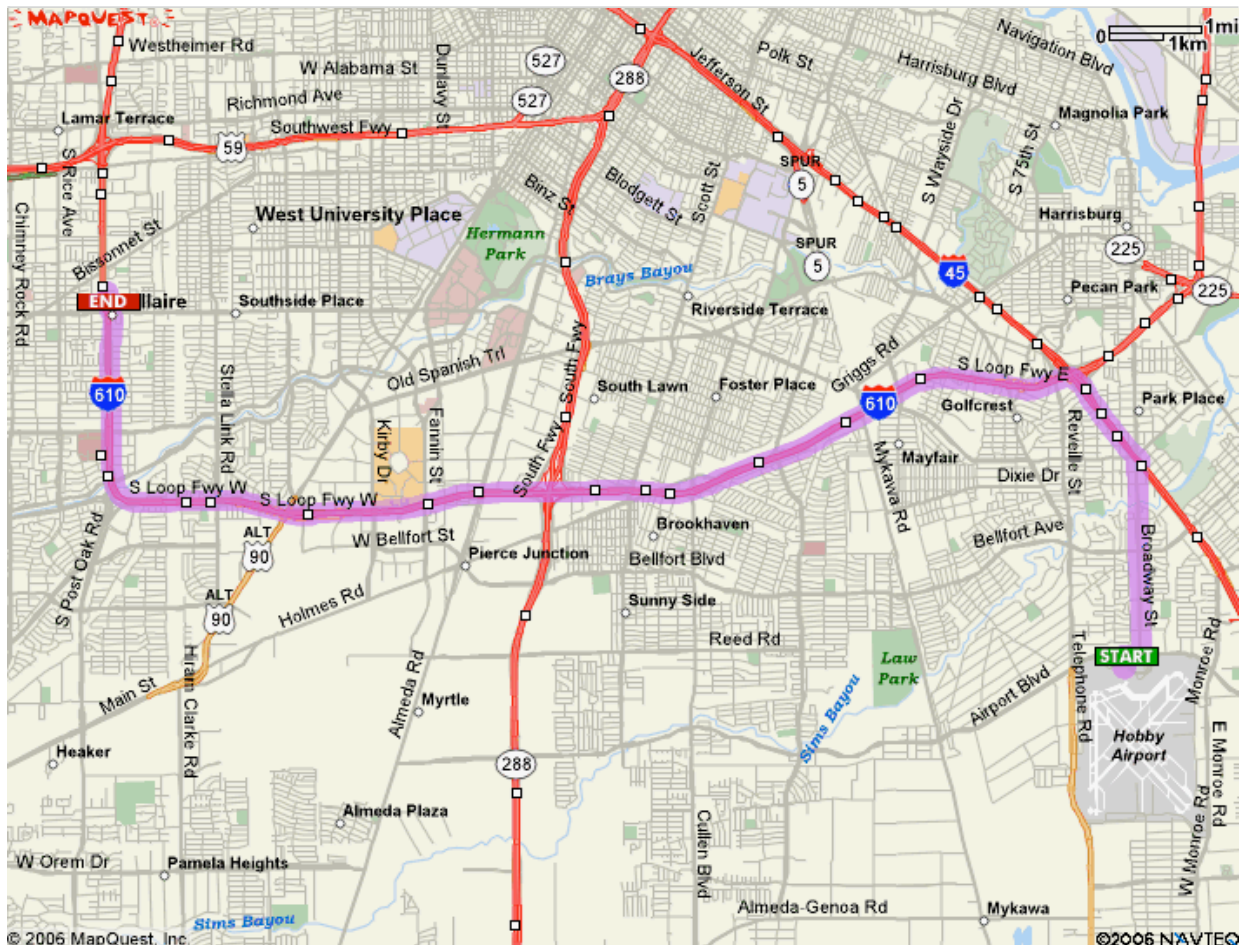 MAPQUEST
Westheimer Rd
W Alabama St
Dunlavy St
527
288
Jefferson St
Polk St
Harrisburg Blvd
Navigation Blvd
0
1mi
1km
Richmond Ave
527
Lamar Terrace
Southwest Fwy
59
S Rice Ave
Magnolia Park
S Wayside Dr
S 75th St
SPUR
5
Scott St
Blodgett St
Binz St
Chimney Rock Rd
Bissonnet St
West University Place
Hermann
Park
Harrisburg
225
SPUR
5
Brays Bayou
45
225
Pecan Park
END
llaire
Southside Place
Riverside Terrace
Old Spanish Trl
South Fwy
South Fwy
Griggs Rd
S Loop Fwy E
610
Stella Link Rd
Kirby Dr
Fannin St
South Lawn
Foster Place
610
Golfcrest
Park Place
Reveille St
Mayfair
Mykawa Rd
Dixie Dr
S Loop Fwy W
S Loop Fwy W
South Fwy
S Post Oak Rd
ALT
90
W Bellfort St
Brookhaven
Bellfort Blvd
Bellfort Ave
Broadway St
Pierce Junction
ALT
90
Holmes Rd
Sunny Side
Reed Rd
Law
Park
START
Telephone Rd
Monroe Rd
Airport Blvd
Main St
Hiram Clarke Rd
Almeda Rd
Myrtle
Sims Bayou
Heaker
288
Hobby
Airport
E Monroe Rd
Almeda Plaza
Cullen Blvd
W Monroe Rd
W Orem Dr
Pamela Heights
Sims Bayou
Almeda-Genoa Rd
Mykawa
© 2006 MapQuest, Inc.
©2006 NAVTEQ